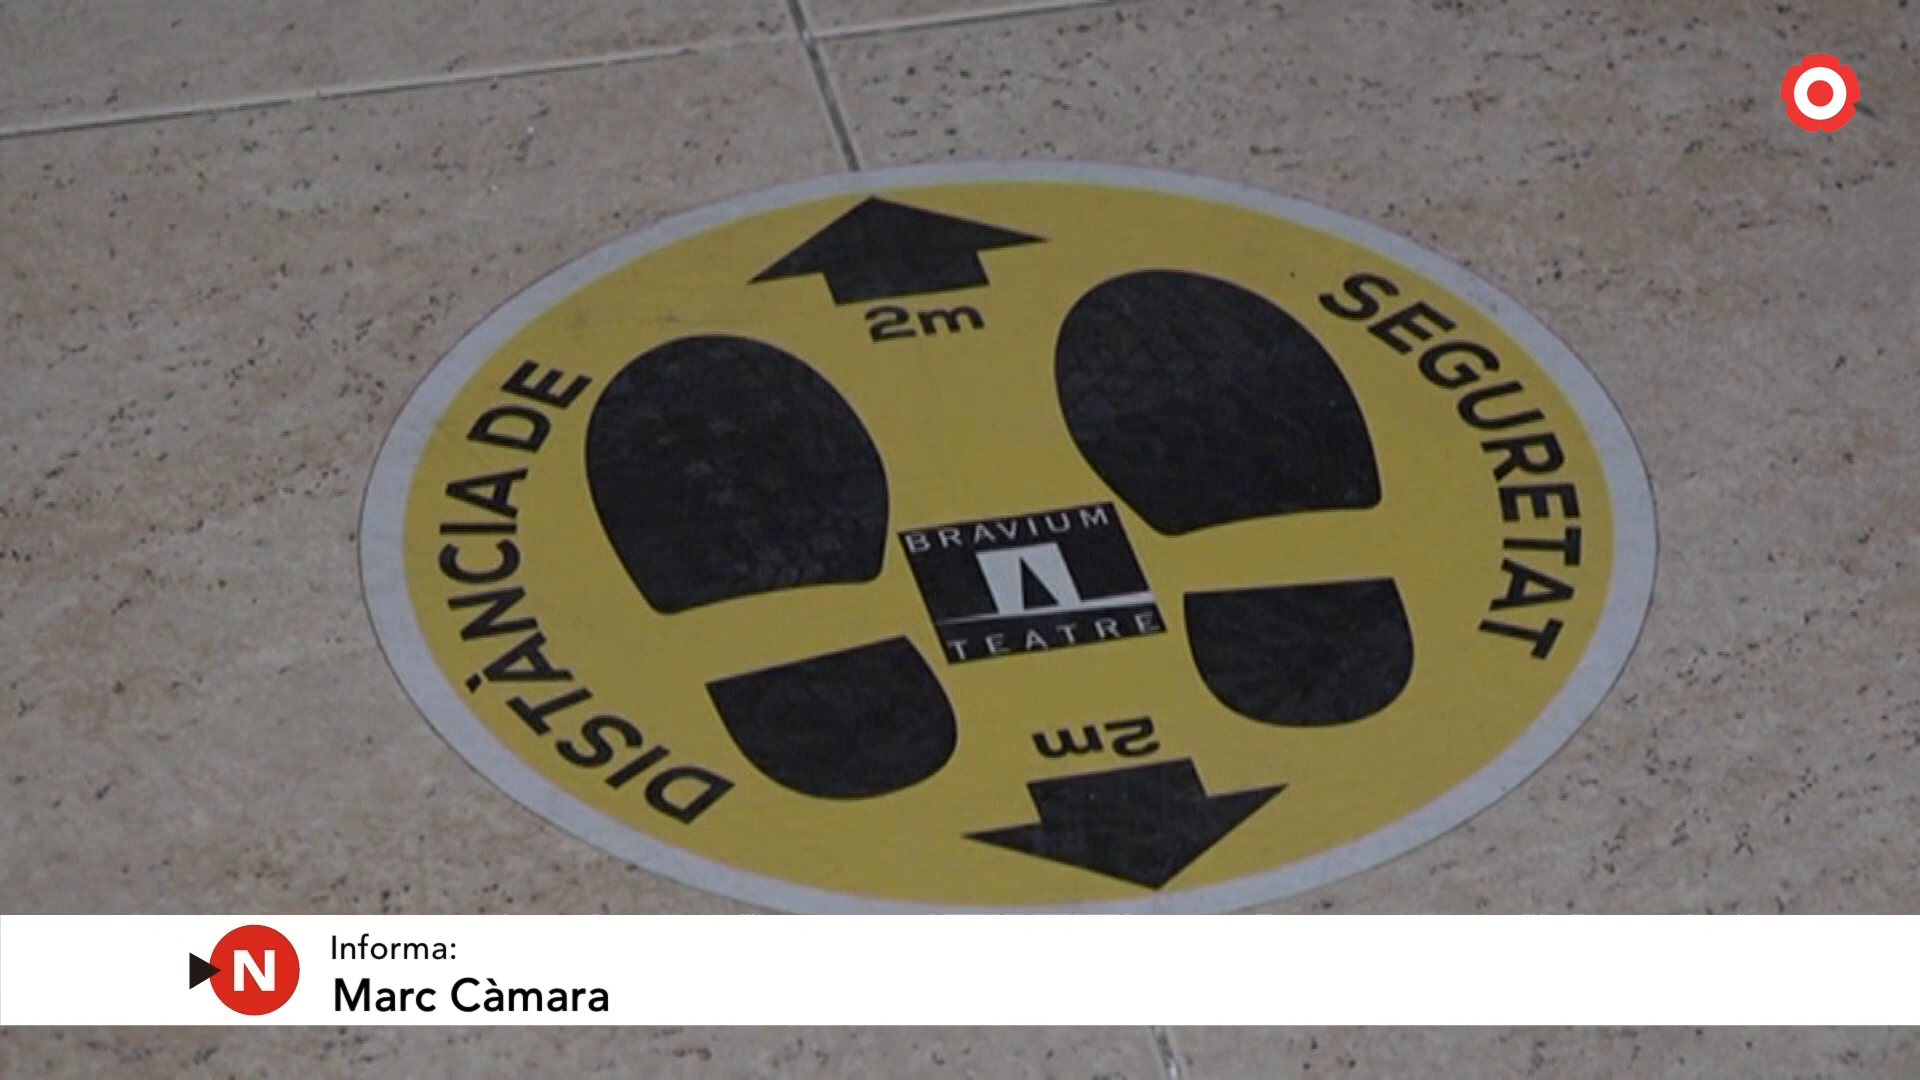 2m
DISTÀNCIA DE
SEGURETAT
BRAVIUM
TEATRE
2m
N
Informa:
Marc Càmara